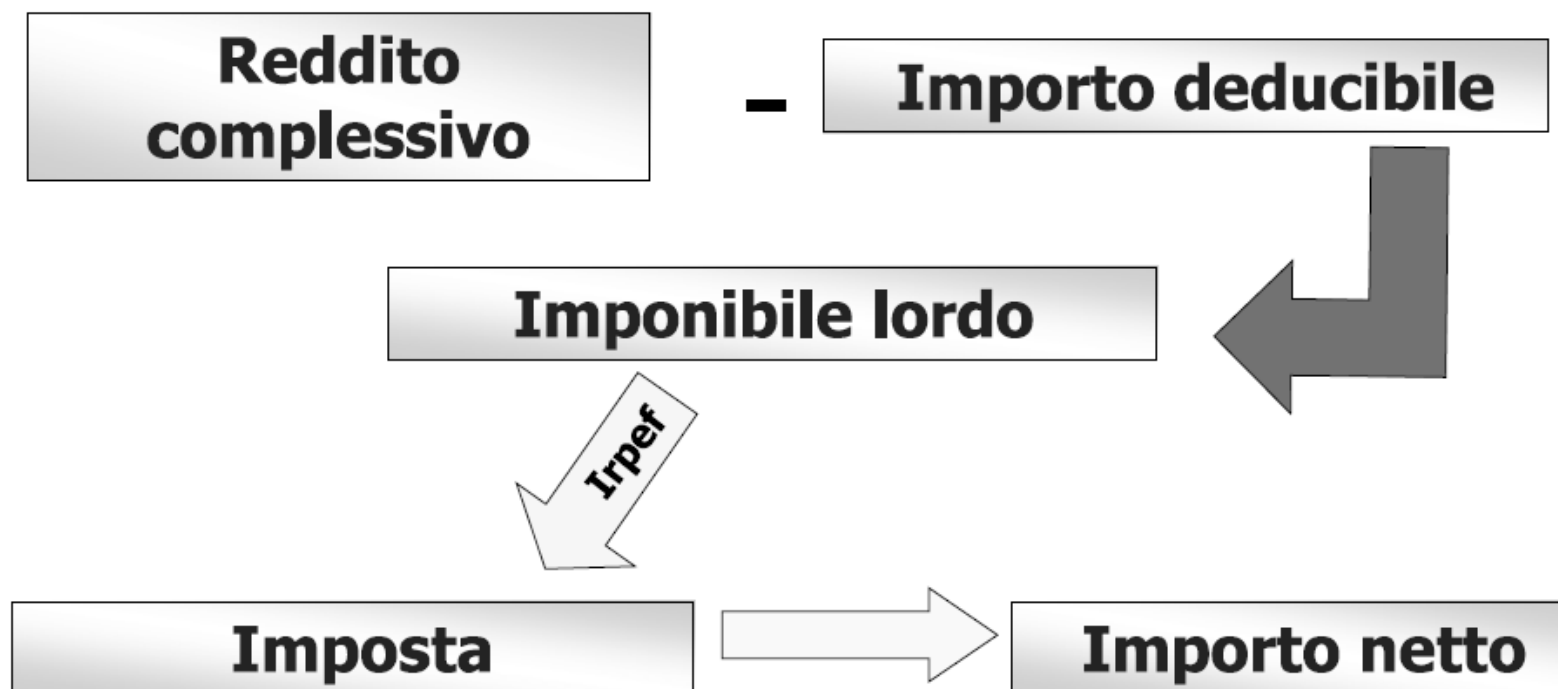 Reddito
complessivo
-
Importo deducibile
Imponibile lordo
Irpef
Imposta
Importo netto